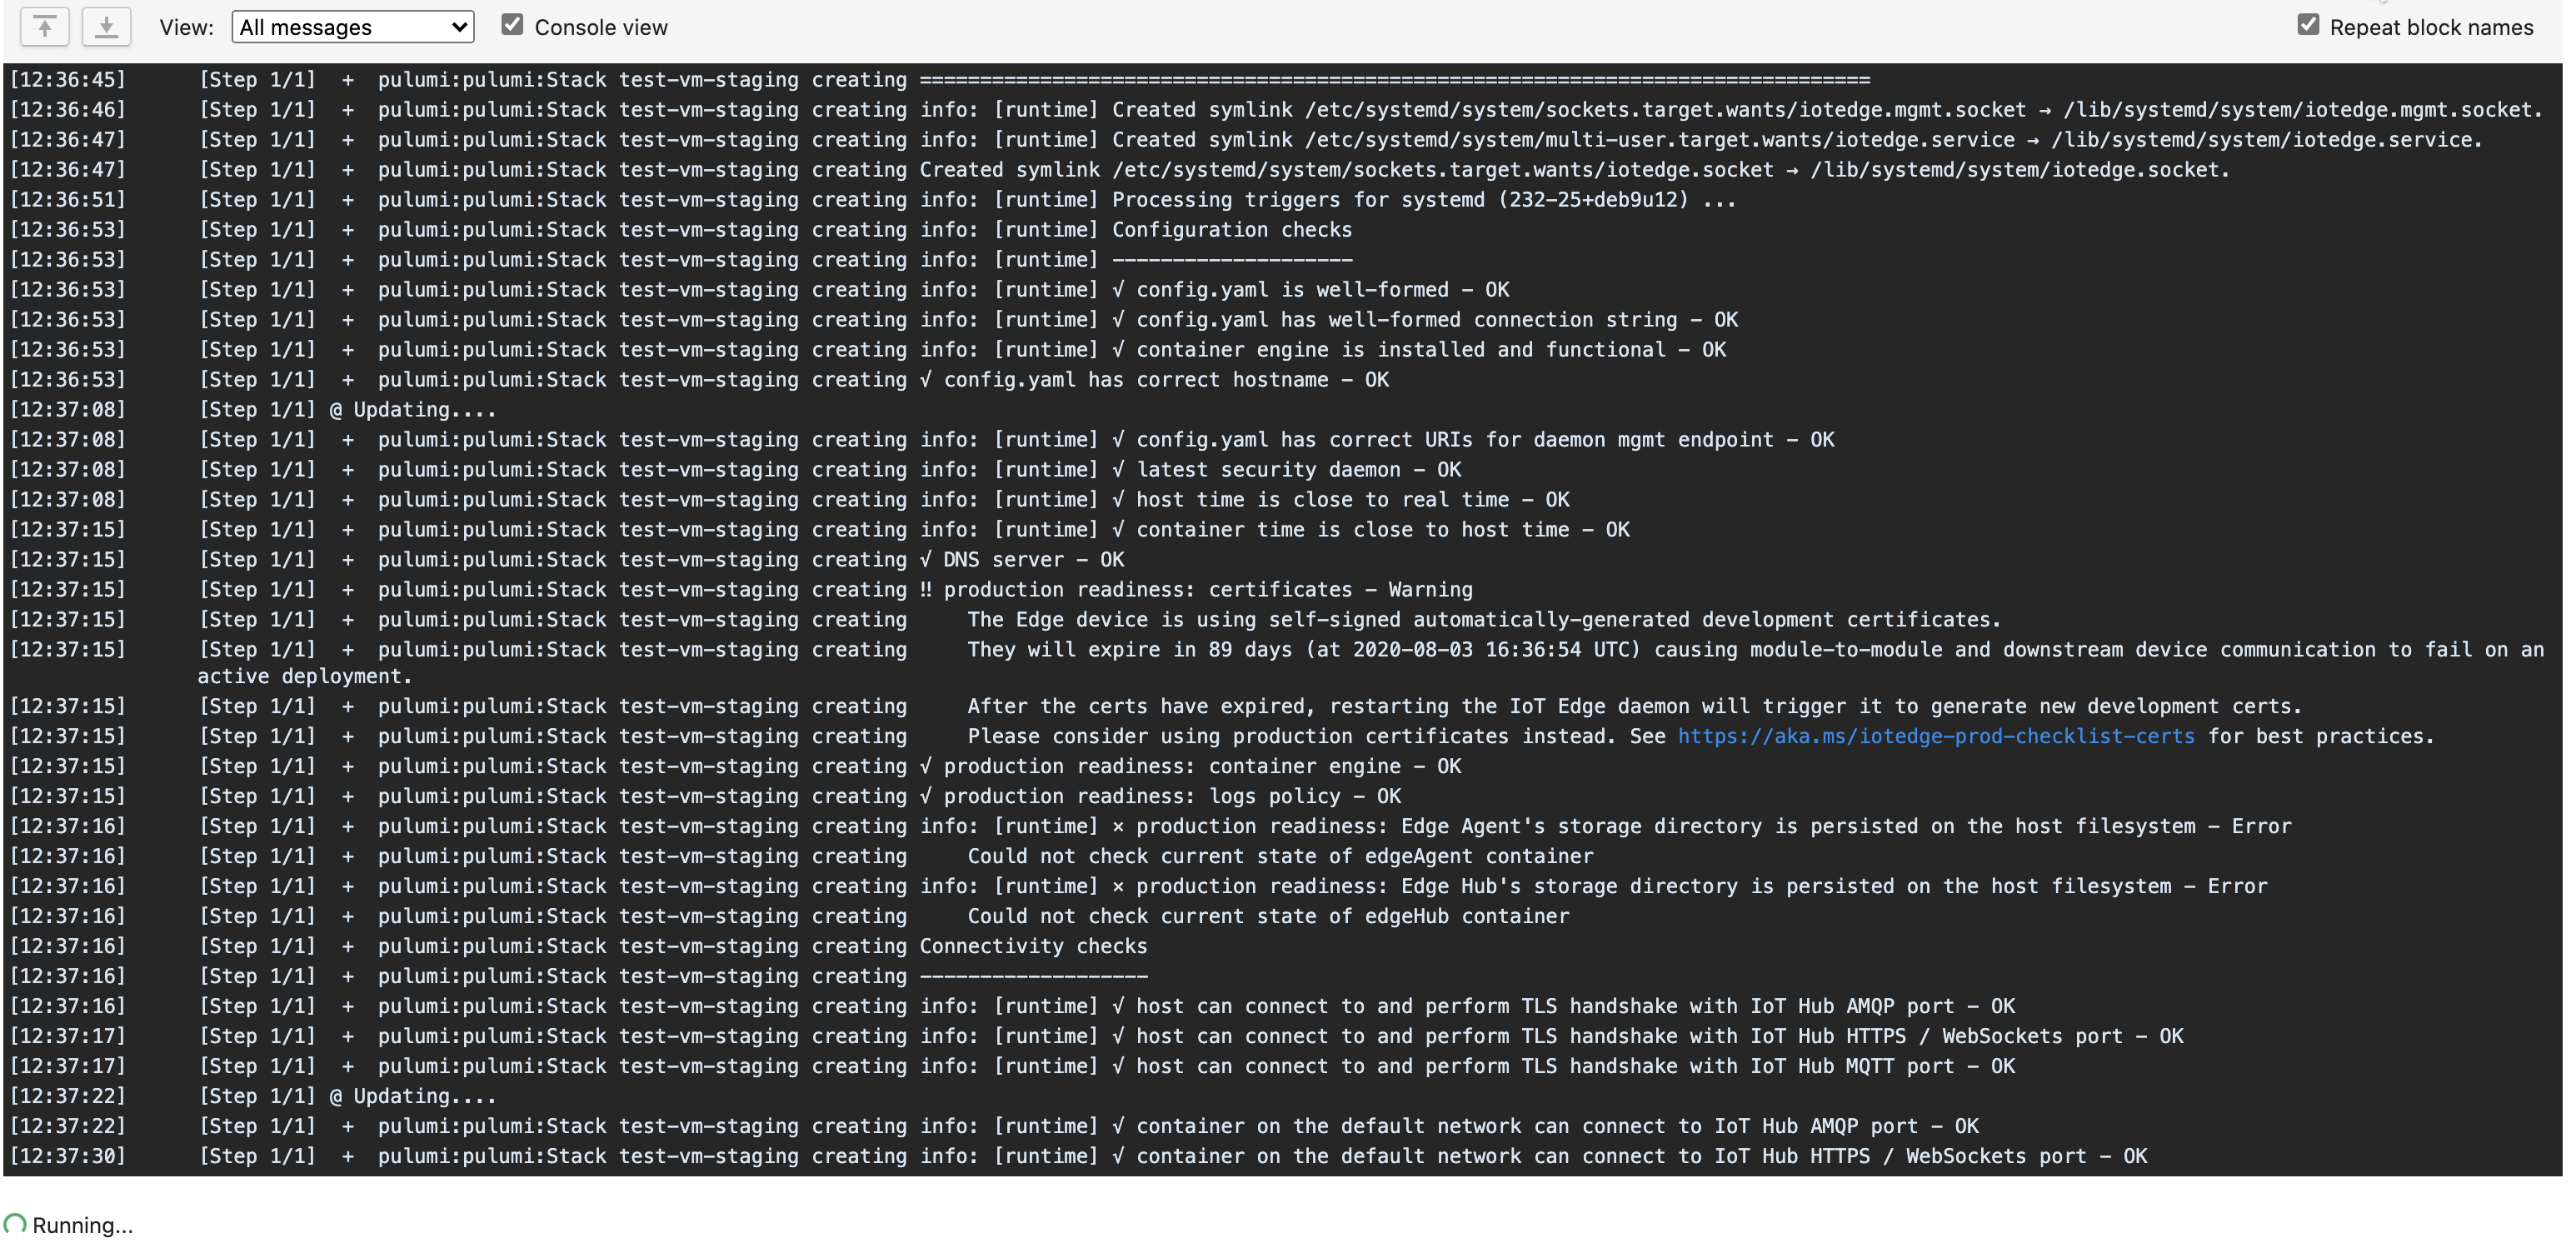 View: All messages Console view Repeat block names
[12:36:45] [Step 1/1] + pulumi:pulumi:Stack test-vm-staging creating ===============================================================================
[12:36:46] [Step 1/1] + pulumi:pulumi:Stack test-vm-staging creating info: [runtime] Created symlink /etc/systemd/system/sockets.target.wants/iotedge.mgmt.socket → /lib/systemd/system/iotedge.mgmt.socket.
[12:36:47] [Step 1/1] + pulumi:pulumi:Stack test-vm-staging creating info: [runtime] Created symlink /etc/systemd/system/multi-user.target.wants/iotedge.service → /lib/systemd/system/iotedge.service.
[12:36:47] [Step 1/1] + pulumi:pulumi:Stack test-vm-staging creating Created symlink /etc/systemd/system/sockets.target.wants/iotedge.socket → /lib/systemd/system/iotedge.socket.
[12:36:51] [Step 1/1] + pulumi:pulumi:Stack test-vm-staging creating info: [runtime] Processing triggers for systemd (232-25+deb9u12) ...
[12:36:53] [Step 1/1] + pulumi:pulumi:Stack test-vm-staging creating info: [runtime] Configuration checks
[12:36:53] [Step 1/1] + pulumi:pulumi:Stack test-vm-staging creating info: [runtime] --------------------
[12:36:53] [Step 1/1] + pulumi:pulumi:Stack test-vm-staging creating info: [runtime] √ config.yaml is well-formed - OK
[12:36:53] [Step 1/1] + pulumi:pulumi:Stack test-vm-staging creating info: [runtime] √ config.yaml has well-formed connection string - OK
[12:36:53] [Step 1/1] + pulumi:pulumi:Stack test-vm-staging creating info: [runtime] √ container engine is installed and functional - OK
[12:36:53] [Step 1/1] + pulumi:pulumi:Stack test-vm-staging creating √ config.yaml has correct hostname - OK
[12:37:08] [Step 1/1] @ Updating....
[12:37:08] [Step 1/1] + pulumi:pulumi:Stack test-vm-staging creating info: [runtime] √ config.yaml has correct URIs for daemon mgmt endpoint - OK
[12:37:08] [Step 1/1] + pulumi:pulumi:Stack test-vm-staging creating info: [runtime] √ latest security daemon - OK
[12:37:08] [Step 1/1] + pulumi:pulumi:Stack test-vm-staging creating info: [runtime] √ host time is close to real time - OK
[12:37:15] [Step 1/1] + pulumi:pulumi:Stack test-vm-staging creating info: [runtime] √ container time is close to host time - OK
[12:37:15] [Step 1/1] + pulumi:pulumi:Stack test-vm-staging creating √ DNS server - OK
[12:37:15] [Step 1/1] + pulumi:pulumi:Stack test-vm-staging creating ‼ production readiness: certificates - Warning
[12:37:15] [Step 1/1] + pulumi:pulumi:Stack test-vm-staging creating The Edge device is using self-signed automatically-generated development certificates.
[12:37:15] [Step 1/1] + pulumi:pulumi:Stack test-vm-staging creating They will expire in 89 days (at 2020-08-03 16:36:54 UTC) causing module-to-module and downstream device communication to fail on an
active deployment.
[12:37:15] [Step 1/1] + pulumi:pulumi:Stack test-vm-staging creating After the certs have expired, restarting the IoT Edge daemon will trigger it to generate new development certs.
[12:37:15] [Step 1/1] + pulumi:pulumi:Stack test-vm-staging creating Please consider using production certificates instead. See https://aka.ms/iotedge-prod-checklist-certs for best practices.
[12:37:15] [Step 1/1] + pulumi:pulumi:Stack test-vm-staging creating √ production readiness: container engine - OK
[12:37:15] [Step 1/1] + pulumi:pulumi:Stack test-vm-staging creating √ production readiness: logs policy - OK
[12:37:16] [Step 1/1] + pulumi:pulumi:Stack test-vm-staging creating info: [runtime] × production readiness: Edge Agent's storage directory is persisted on the host filesystem - Error
[12:37:16] [Step 1/1] + pulumi:pulumi:Stack test-vm-staging creating Could not check current state of edgeAgent container
[12:37:16] [Step 1/1] + pulumi:pulumi:Stack test-vm-staging creating info: [runtime] × production readiness: Edge Hub's storage directory is persisted on the host filesystem - Error
[12:37:16] [Step 1/1] + pulumi:pulumi:Stack test-vm-staging creating Could not check current state of edgeHub container
[12:37:16] [Step 1/1] + pulumi:pulumi:Stack test-vm-staging creating Connectivity checks
[12:37:16] [Step 1/1] + pulumi:pulumi:Stack test-vm-staging creating -------------------
[12:37:16] [Step 1/1] + pulumi:pulumi:Stack test-vm-staging creating info: [runtime] √ host can connect to and perform TLS handshake with IoT Hub AMQP port - OK
[12:37:17] [Step 1/1] + pulumi:pulumi:Stack test-vm-staging creating info: [runtime] √ host can connect to and perform TLS handshake with IoT Hub HTTPS / WebSockets port - OK
[12:37:17] [Step 1/1] + pulumi:pulumi:Stack test-vm-staging creating info: [runtime] √ host can connect to and perform TLS handshake with IoT Hub MQTT port - OK
[12:37:22] [Step 1/1] @ Updating....
[12:37:22] [Step 1/1] + pulumi:pulumi:Stack test-vm-staging creating info: [runtime] √ container on the default network can connect to IoT Hub AMQP port - OK
[12:37:30] [Step 1/1] + pulumi:pulumi:Stack test-vm-staging creating info: [runtime] √ container on the default network can connect to IoT Hub HTTPS / WebSockets port - OK
Running...